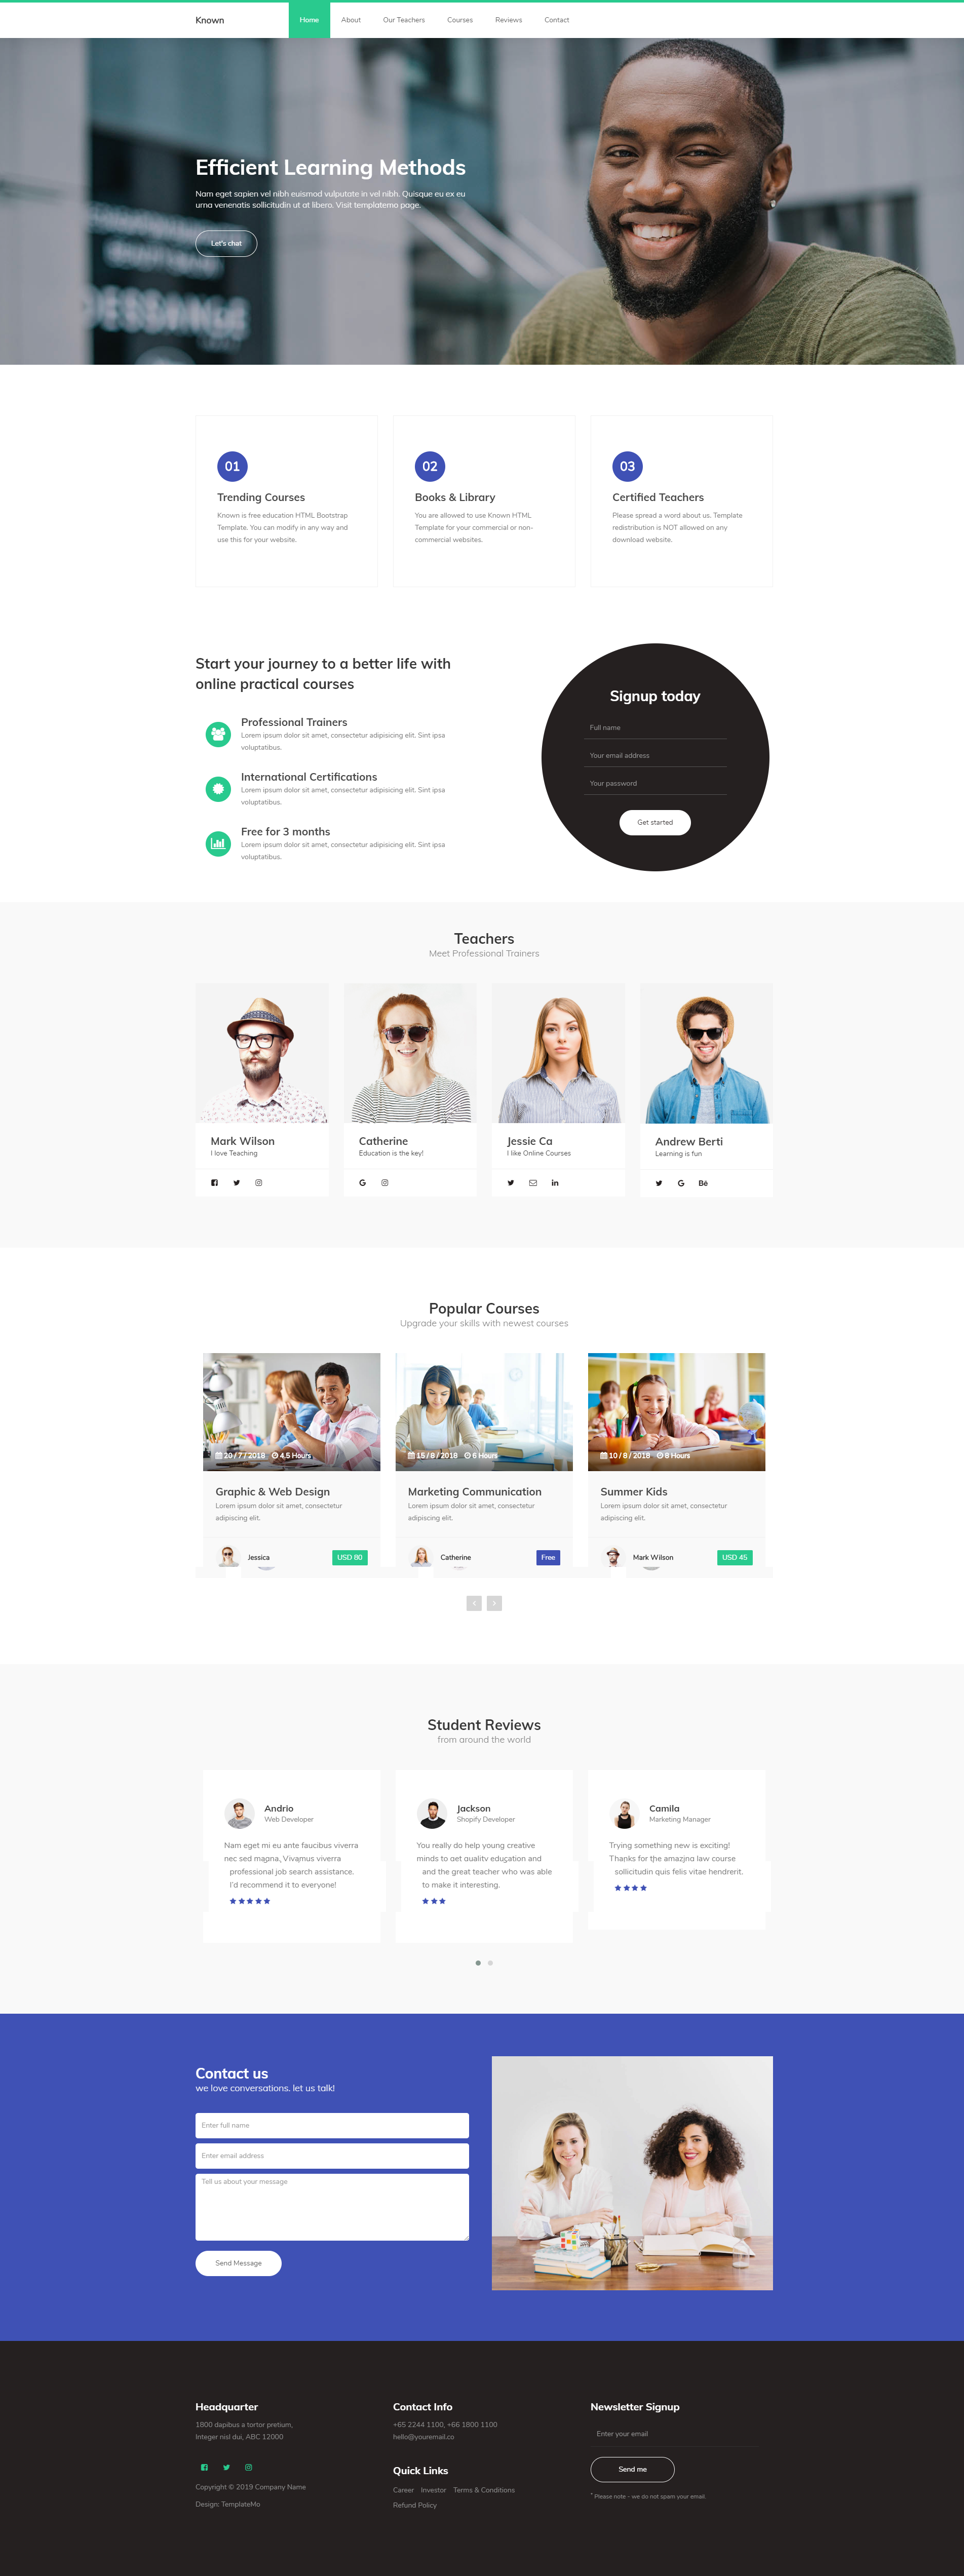 Known
Home
About
Our Teachers
Courses
Reviews
Contact
Efficient Learning Methods
Nam eget sapien vel nibh euismod vulputate in vel nibh. Quisque eu ex eu
urna venenatis sollicitudin ut at libero. Visit templatemo page.
Let's chat
01
Trending Courses
Known is free education HTML Bootstrap
Template. You can modify in any way and
use this for your website.
02
Books & Library
You are allowed to use Known HTML
Template for your commercial or non-
commercial websites.
03
Certified Teachers
Please spread a word about us. Template
redistribution is NOT allowed on any
download website.
Start your journey to a better life with
online practical courses
Professional Trainers
Lorem ipsum dolor sit amet, consectetur adipisicing elit. Sint ipsa
voluptatibus.
International Certifications
Lorem ipsum dolor sit amet, consectetur adipisicing elit. Sint ipsa
voluptatibus.
Free for 3 months
Lorem ipsum dolor sit amet, consectetur adipisicing elit. Sint ipsa
voluptatibus.
Signup today
Full name
Your email address
Your password
Get started
Teachers
Meet Professional Trainers
Mark Wilson
I love Teaching
Catherine
Education is the key!
Jessie Ca
I like Online Courses
Andrew Berti
Learning is fun
Popular Courses
Upgrade your skills with newest courses
20 / 7 / 2018 4.5 Hours
Graphic & Web Design
Lorem ipsum dolor sit amet, consectetur
adipiscing elit.
Jessica
USD 80
15 / 8 / 2018 6 Hours
Marketing Communication
Lorem ipsum dolor sit amet, consectetur
adipiscing elit.
Catherine
Free
10 / 8 / 2018 8 Hours
Summer Kids
Lorem ipsum dolor sit amet, consectetur
adipiscing elit.
Mark Wilson
USD 45
Student Reviews
from around the world
Andrio
Web Developer
Nam eget mi eu ante faucibus viverra
nec sed magna. Vivamus viverra
professional job search assistance.
I'd recommend it to everyone!
Jackson
Shopify Developer
You really do help young creative
minds to get quality education and
and the great teacher who was able
to make it interesting.
Camila
Marketing Manager
Trying something new is exciting!
Thanks for the amazing law course
sollicitudin quis felis vitae hendrerit.
Contact us
we love conversations. let us talk!
Enter full name
Enter email address
Tell us about your message
Send Message
Headquarter
1800 dapibus a tortor pretium,
Integer nisl dui, ABC 12000
Copyright © 2019 Company Name
Design: TemplateMo
Contact Info
+65 2244 1100, +66 1800 1100
hello@youremail.co
Quick Links
Career Investor Terms & Conditions
Refund Policy
Newsletter Signup
Enter your email
Send me
* Please note - we do not spam your email.